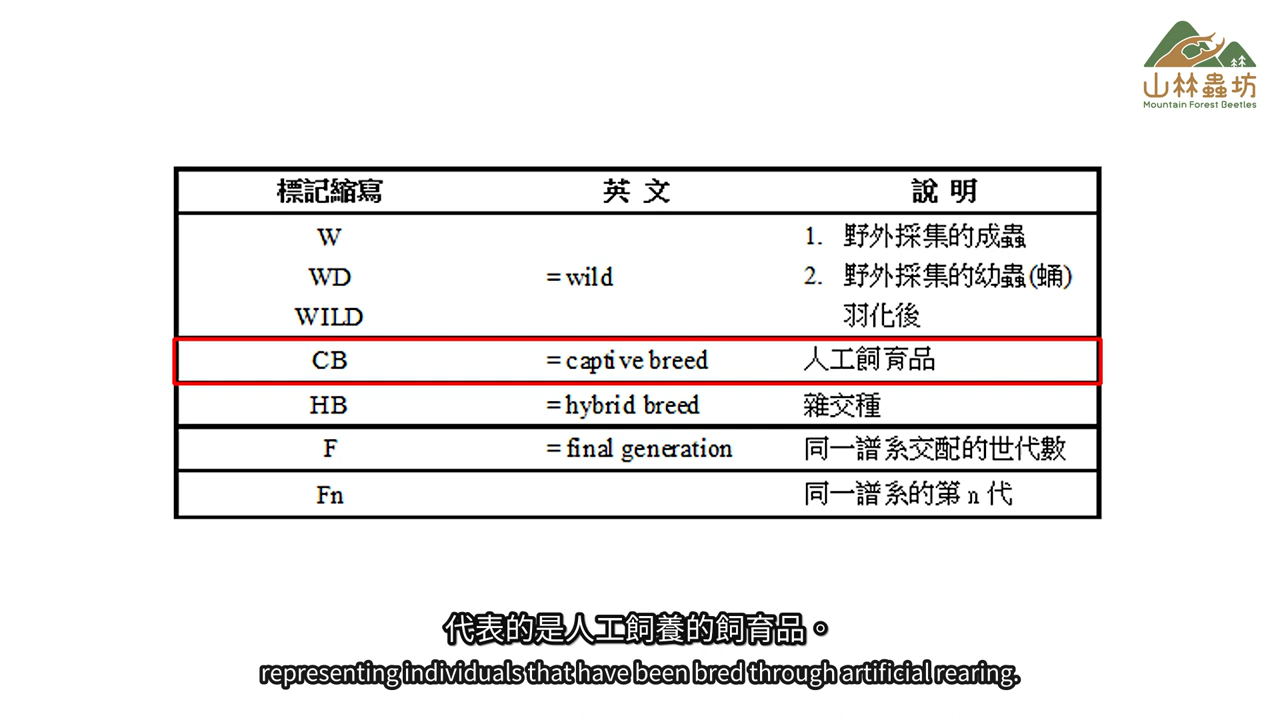 山林蟲坊
Mountain Forest Beetles
標記縮寫 英文 說明
W 1. 野外採集的成蟲
WD =wild 2. 野外採集的幼蟲(蛹)
WILD 羽化後
CB =captive breed 人工飼育品
HB =hybrid breed 雜交種
F =final generation 同一譜系交配的世代數
Fn 同一譜系的第 n 代
代表的是人工飼養的飼育品。
representing individuals that have been bred through artificial rearing.